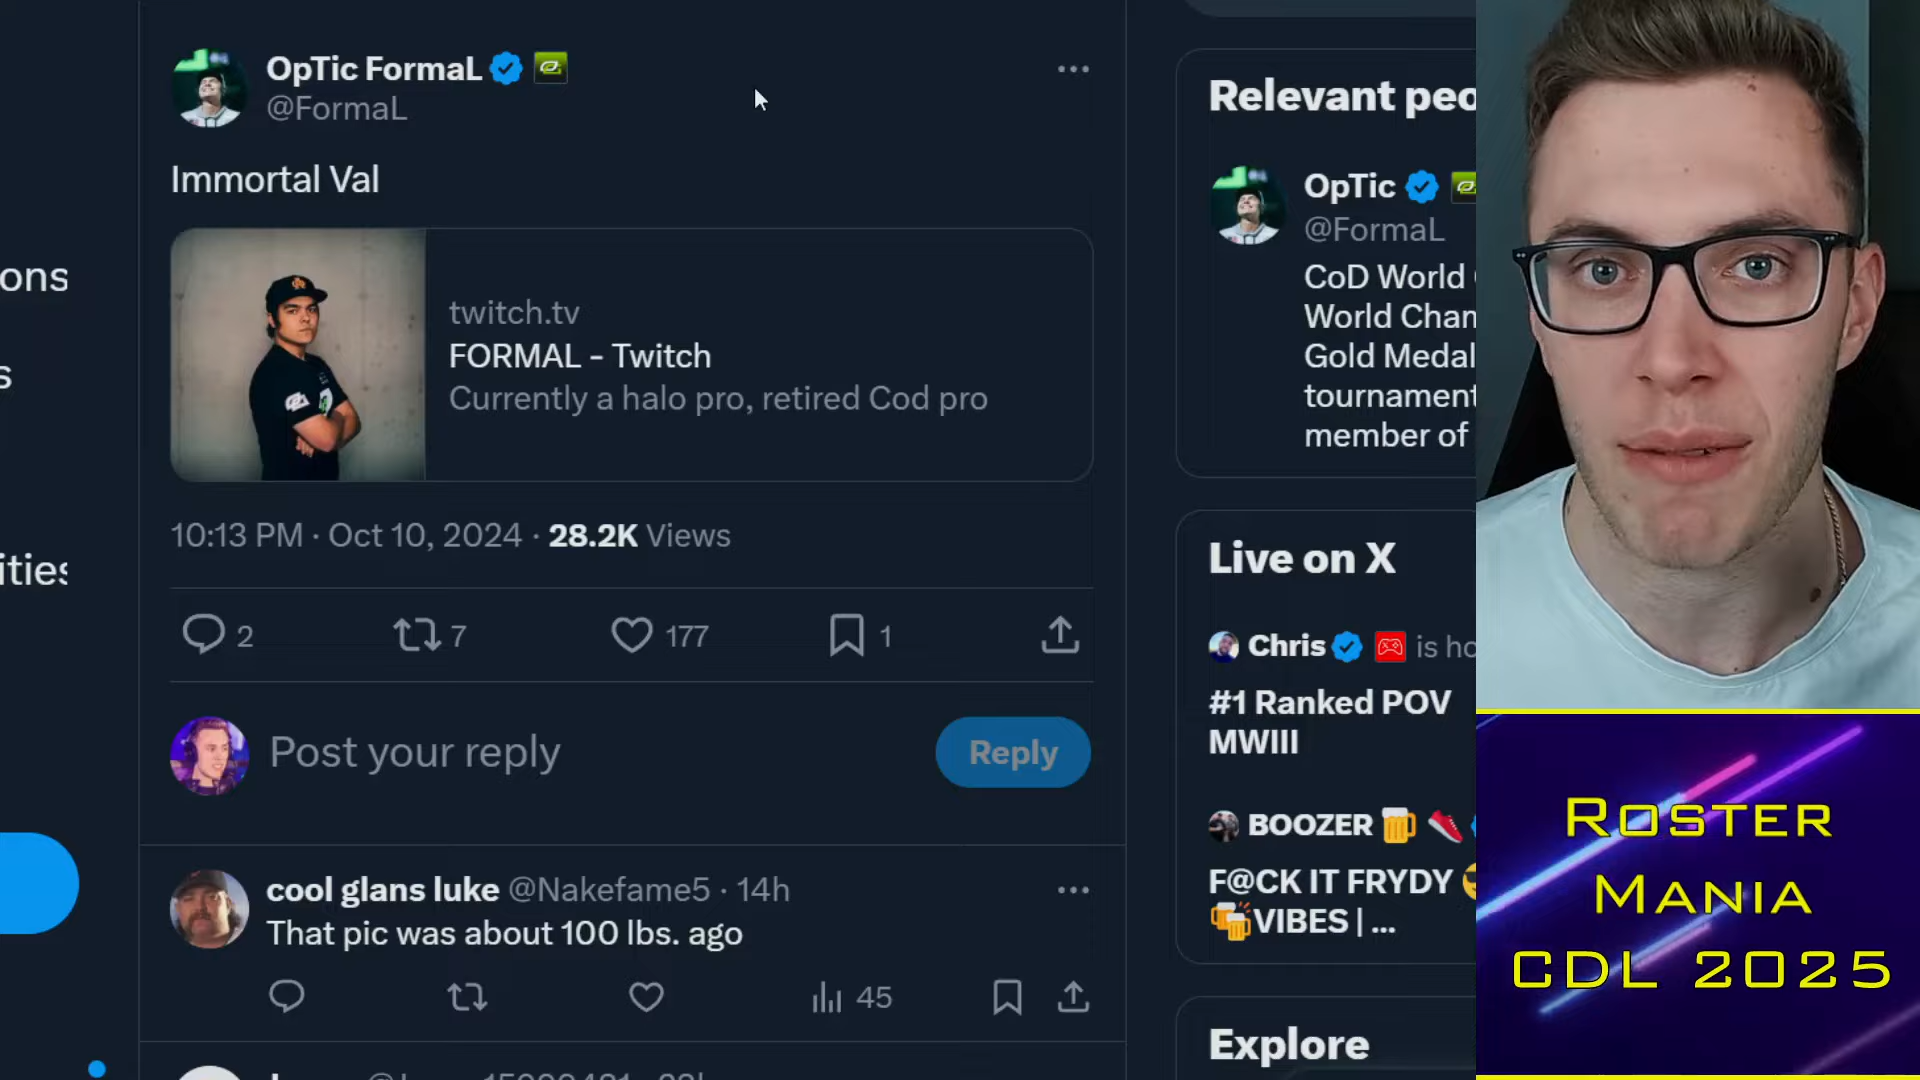 OpTic FormaL
@FormaL
Immortal Val
twitch.tv
FORMAL - Twitch
Currently a halo pro, retired Cod pro
10:13 PM · Oct 10, 2024 · 28.2K Views
2
7
177
1
Post your reply
Reply
cool glans luke @Nakefame5 · 14h
That pic was about 100 lbs. ago
45
ons
s
ities
Relevant peo
OpTic
@FormaL
CoD World
World Cham
Gold Medal
tournament
member of
Live on X
Chris is ho
#1 Ranked POV
MWIII
BOOZER
F@CK IT FRYDY
VIBES | ...
Explore
Roster
Mania
CDL 2025